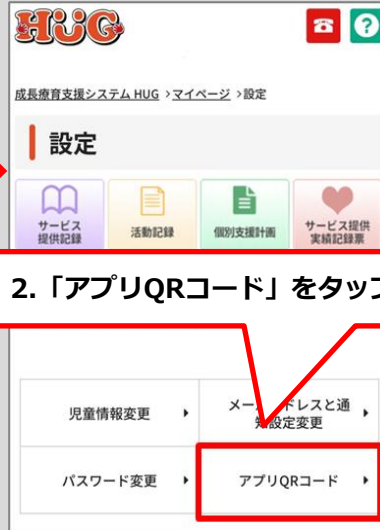 HUG
?
成長療育支援システム HUG >マイページ >設定
設定
サービス
提供記録
活動記録
個別支援計画
サービス提供
実績記録票
2.「アプリQRコード」をタップ
児童情報変更
メー
ドレスと通
設定変更
パスワード変更
アプリQRコード